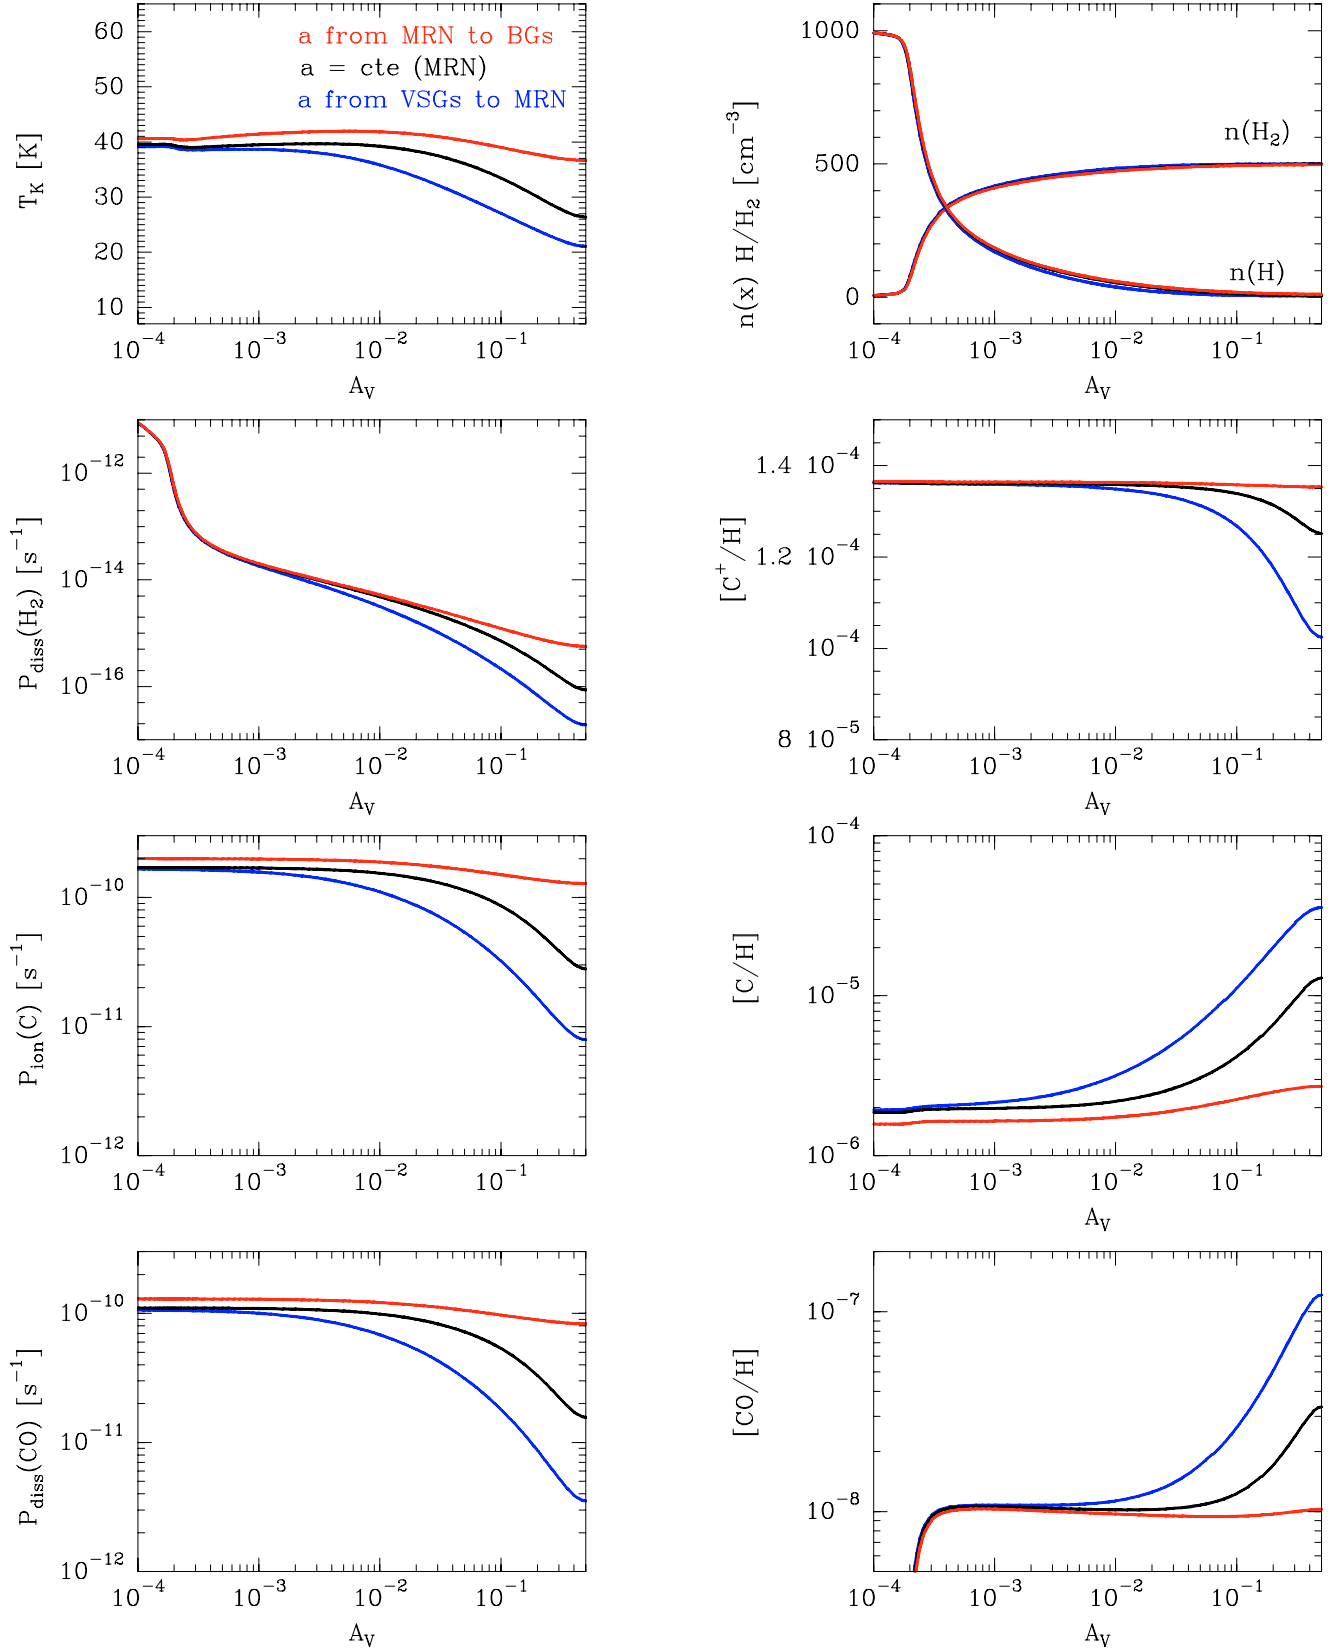 60
50
40
30
20
10
T_K [K]
a from MRN to BGs
a = cte (MRN)
a from VSGs to MRN
10^-4 10^-3 10^-2 10^-1
A_V
1000
500
0
n(x) H/H_2 [cm^-3]
n(H_2)
n(H)
10^-4 10^-3 10^-2 10^-1
A_V
10^-12
10^-14
10^-16
P_diss(H_2) [s^-1]
10^-4 10^-3 10^-2 10^-1
A_V
1.4 10^-4
1.2 10^-4
10^-4
8 10^-5
[C^+/H]
10^-4 10^-3 10^-2 10^-1
A_V
10^-10
10^-11
10^-12
P_ion(C) [s^-1]
10^-4 10^-3 10^-2 10^-1
10^-4
10^-5
10^-6
[C/H]
10^-4 10^-3 10^-2 10^-1
A_V
10^-10
10^-11
10^-12
P_diss(CO) [s^-1]
10^-4 10^-3 10^-2 10^-1
A_V
10^-7
10^-8
[CO/H]
10^-4 10^-3 10^-2 10^-1
A_V